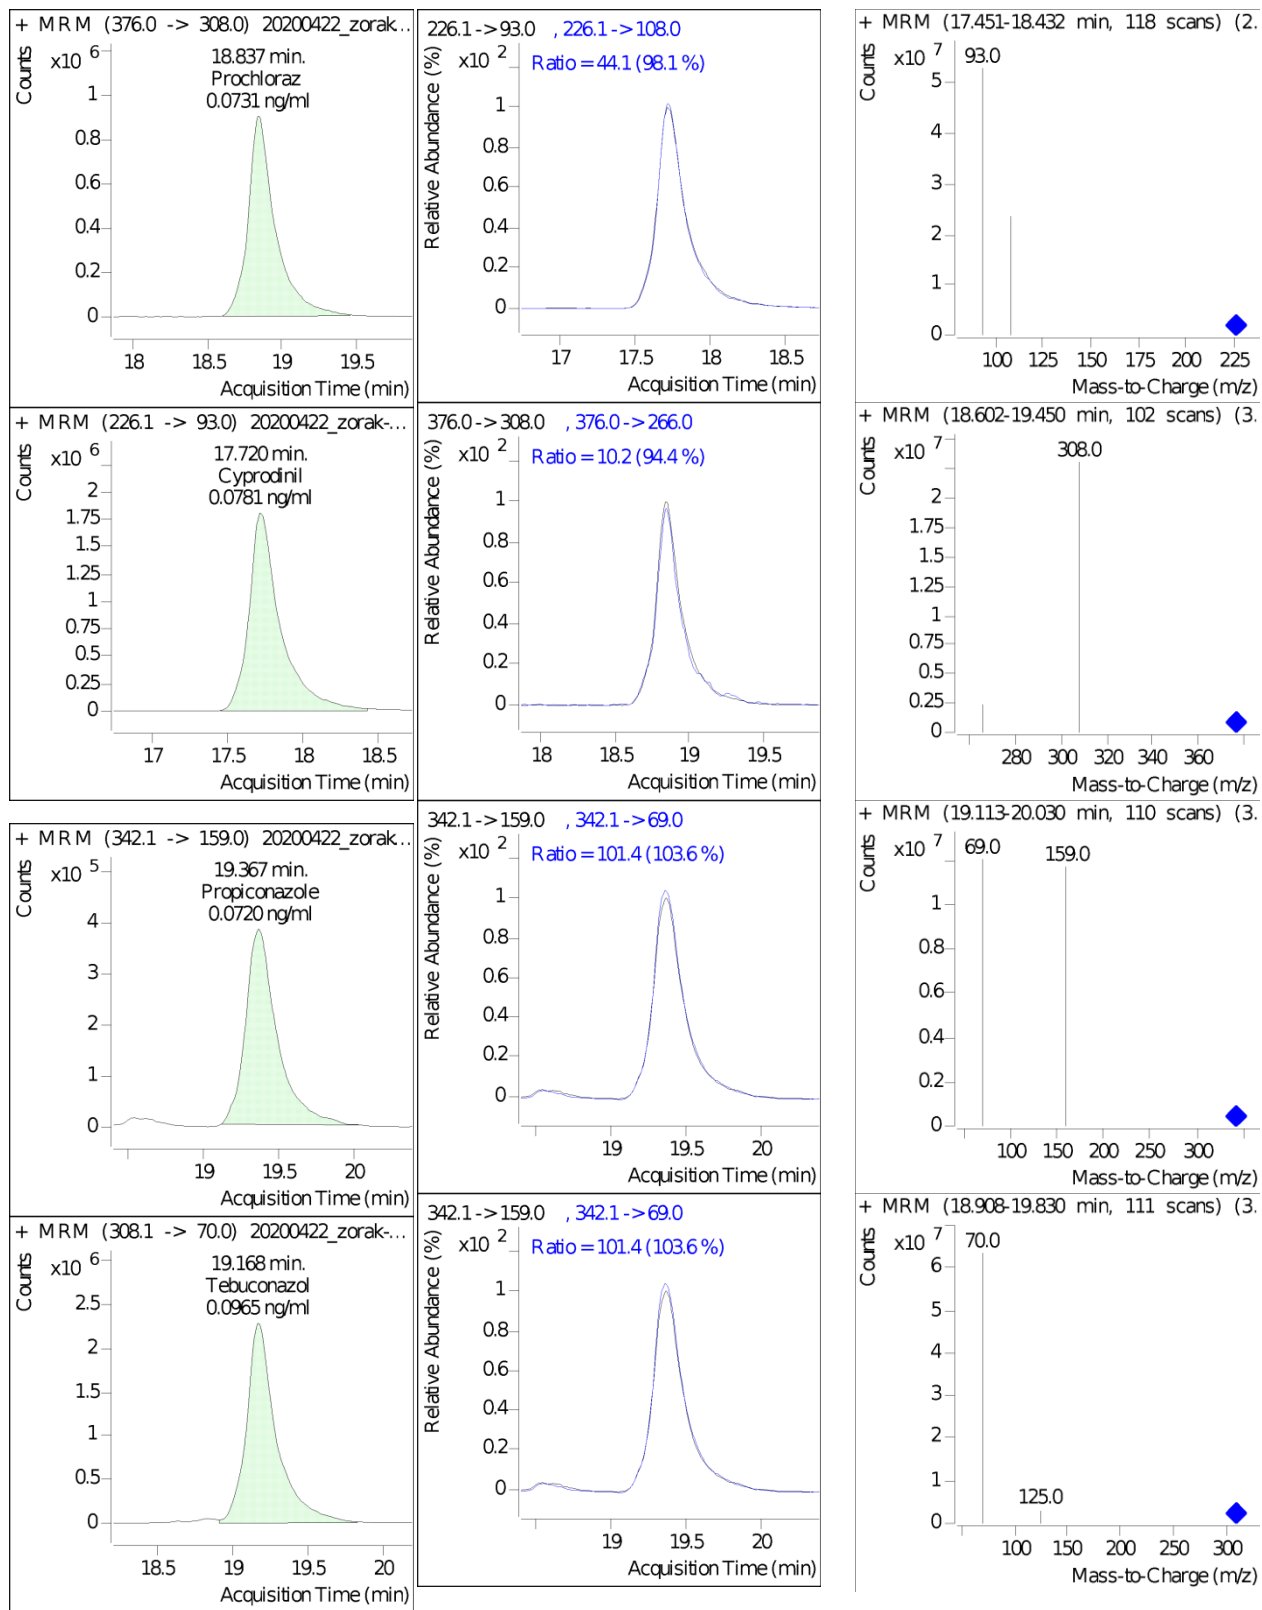 + MRM (376.0 -> 308.0) 20200422_zorak...
Counts
x10 6
18.837 min.
Prochloraz
0.0731 ng/ml
1
0.8
0.6
0.4
0.2
0
18 18.5 19 19.5
Acquisition Time (min)
226.1 -> 93.0 , 226.1 -> 108.0
Relative Abundance (%)
x10 2
Ratio = 44.1 (98.1 %)
1
0.8
0.6
0.4
0.2
0
17 17.5 18 18.5
Acquisition Time (min)
+ MRM (17.451-18.432 min, 118 scans) (2.
Counts
x10 7
93.0
5
4
3
2
1
0
100 125 150 175 200 225
Mass-to-Charge (m/z)
+ MRM (226.1 -> 93.0) 20200422_zorak-...
Counts
x10 6
17.720 min.
Cyprodinil
0.0781 ng/ml
2
1.75
1.5
1.25
1
0.75
0.5
0.25
0
17 17.5 18 18.5
Acquisition Time (min)
376.0 -> 308.0 , 376.0 -> 266.0
Relative Abundance (%)
x10 2
Ratio = 10.2 (94.4 %)
1
0.8
0.6
0.4
0.2
0
18 18.5 19 19.5
Acquisition Time (min)
+ MRM (18.602-19.450 min, 102 scans) (3.
Counts
x10 7
308.0
2
1.75
1.5
1.25
1
0.75
0.5
0.25
0
280 300 320 340 360
Mass-to-Charge (m/z)
+ MRM (342.1 -> 159.0) 20200422_zorak...
Counts
x10 5
19.367 min.
Propiconazole
0.0720 ng/ml
4
3
2
1
0
19 19.5 20
Acquisition Time (min)
342.1 -> 159.0 , 342.1 -> 69.0
Relative Abundance (%)
x10 2
Ratio = 101.4 (103.6 %)
1
0.8
0.6
0.4
0.2
0
19 19.5 20
Acquisition Time (min)
+ MRM (19.113-20.030 min, 110 scans) (3.
Counts
x10 7
69.0 159.0
1
0.8
0.6
0.4
0.2
0
100 150 200 250 300
Mass-to-Charge (m/z)
+ MRM (308.1 -> 70.0) 20200422_zorak-...
Counts
x10 6
19.168 min.
Tebuconazol
0.0965 ng/ml
2.5
2
1.5
1
0.5
0
18.5 19 19.5 20
Acquisition Time (min)
342.1 -> 159.0 , 342.1 -> 69.0
Relative Abundance (%)
x10 2
Ratio = 101.4 (103.6 %)
1
0.8
0.6
0.4
0.2
0
19 19.5 20
Acquisition Time (min)
+ MRM (18.908-19.830 min, 111 scans) (3.
Counts
x10 7
70.0
6
5
4
3
2
1
125.0
0
100 150 200 250 300
Mass-to-Charge (m/z)